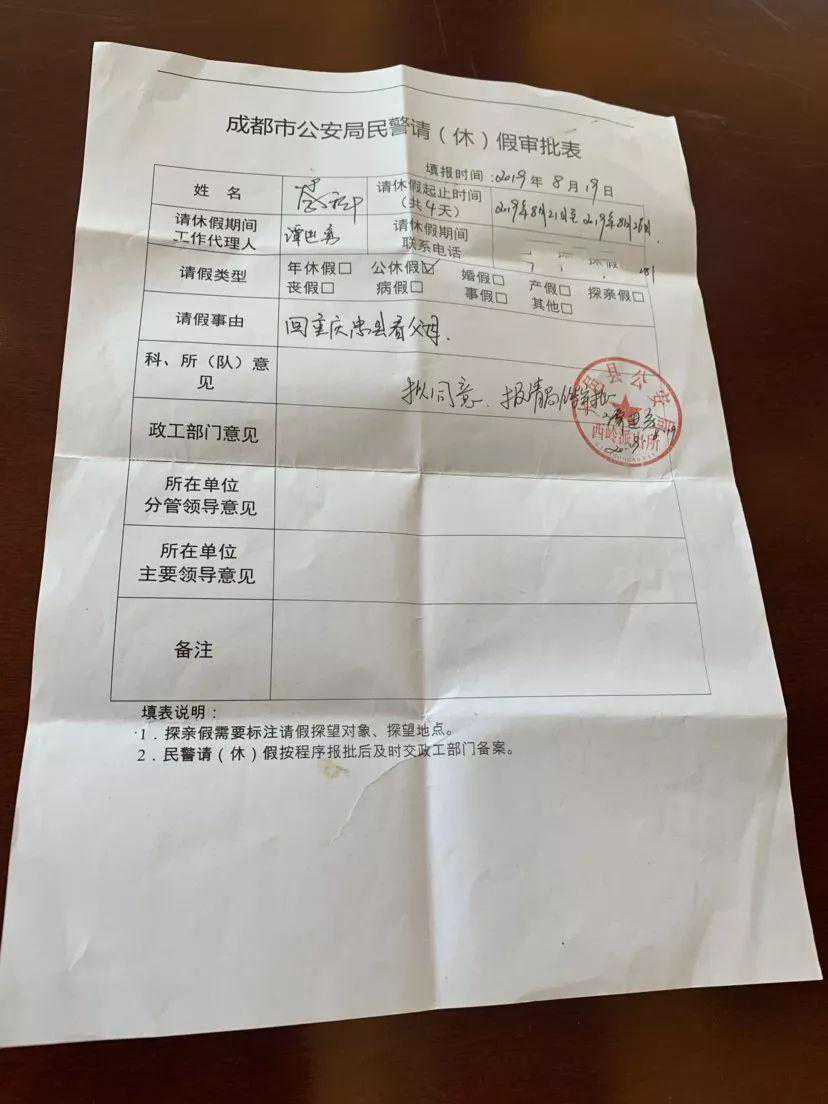 成都市公安局民警请（休）假审批表
填报时间：2019年8月19日
姓名
请休假起止时间
（共4天）
2019年8月21日至2019年8月
请休假期间
工作代理人
请休假期间
联系电话
请假类型
年休假□ 公休假☑ 婚假□ 产假□ 探亲假□
丧假□ 病假□ 事假□ 其他□
请假事由
回重庆忠县看父母.
科、所（队）意
见
拟同意、报请局
县公安局
西岭派出所
政工部门意见
所在单位
分管领导意见
所在单位
主要领导意见
备注
填表说明：
1．探亲假需要标注请假探望对象、探望地点。
2．民警请（休）假按程序报批后及时交政工部门备案。